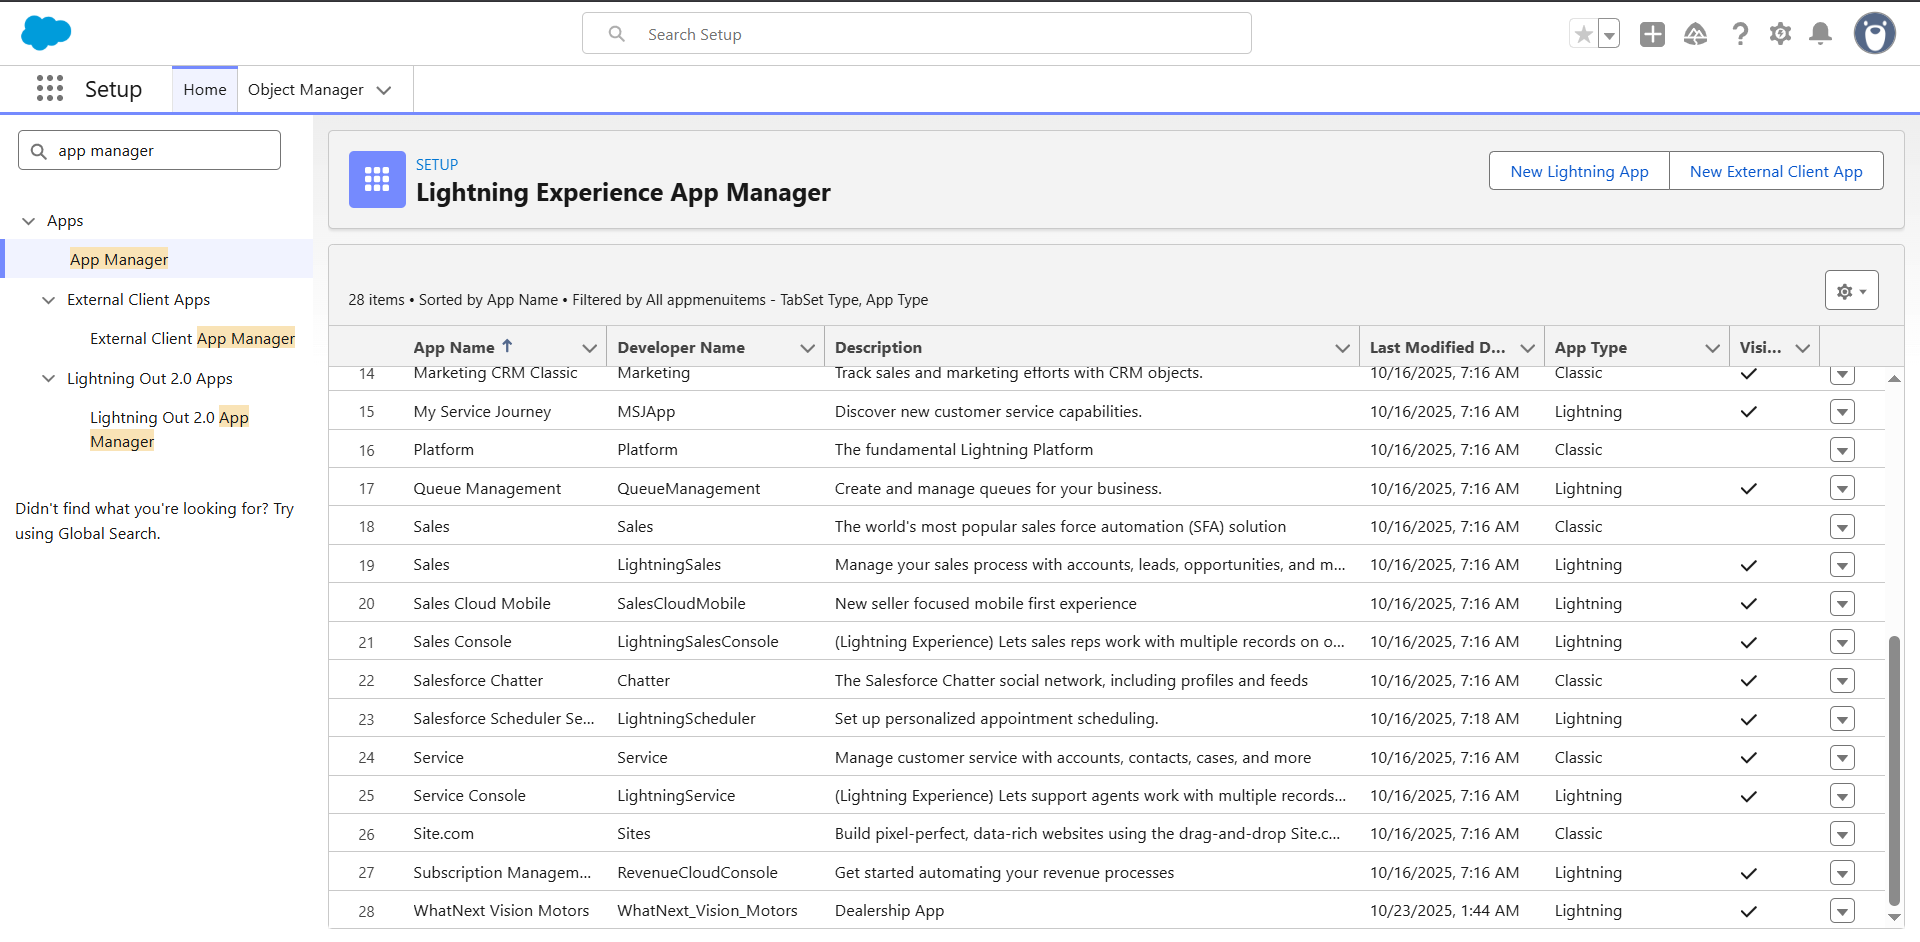 Search Setup
Setup
Home
Object Manager
app manager
Apps
App Manager
External Client Apps
External Client App Manager
Lightning Out 2.0 Apps
Lightning Out 2.0 App
Manager
Didn't find what you're looking for? Try
using Global Search.
SETUP
Lightning Experience App Manager
New Lightning App
New External Client App
28 items • Sorted by App Name • Filtered by All appmenuitems - TabSet Type, App Type
App Name Developer Name Description Last Modified D... App Type Visi...
14 Marketing CRM Classic Marketing Track sales and marketing efforts with CRM objects. 10/16/2025, 7:16 AM Classic
15 My Service Journey MSJApp Discover new customer service capabilities. 10/16/2025, 7:16 AM Lightning
16 Platform Platform The fundamental Lightning Platform 10/16/2025, 7:16 AM Classic
17 Queue Management QueueManagement Create and manage queues for your business. 10/16/2025, 7:16 AM Lightning
18 Sales Sales The world's most popular sales force automation (SFA) solution 10/16/2025, 7:16 AM Classic
19 Sales LightningSales Manage your sales process with accounts, leads, opportunities, and m... 10/16/2025, 7:16 AM Lightning
20 Sales Cloud Mobile SalesCloudMobile New seller focused mobile first experience 10/16/2025, 7:16 AM Lightning
21 Sales Console LightningSalesConsole (Lightning Experience) Lets sales reps work with multiple records on o... 10/16/2025, 7:16 AM Lightning
22 Salesforce Chatter Chatter The Salesforce Chatter social network, including profiles and feeds 10/16/2025, 7:16 AM Classic
23 Salesforce Scheduler Se... LightningScheduler Set up personalized appointment scheduling. 10/16/2025, 7:18 AM Lightning
24 Service Service Manage customer service with accounts, contacts, cases, and more 10/16/2025, 7:16 AM Classic
25 Service Console LightningService (Lightning Experience) Lets support agents work with multiple records... 10/16/2025, 7:16 AM Lightning
26 Site.com Sites Build pixel-perfect, data-rich websites using the drag-and-drop Site.c... 10/16/2025, 7:16 AM Classic
27 Subscription Managem... RevenueCloudConsole Get started automating your revenue processes 10/16/2025, 7:16 AM Lightning
28 WhatNext Vision Motors WhatNext_Vision_Motors Dealership App 10/23/2025, 1:44 AM Lightning